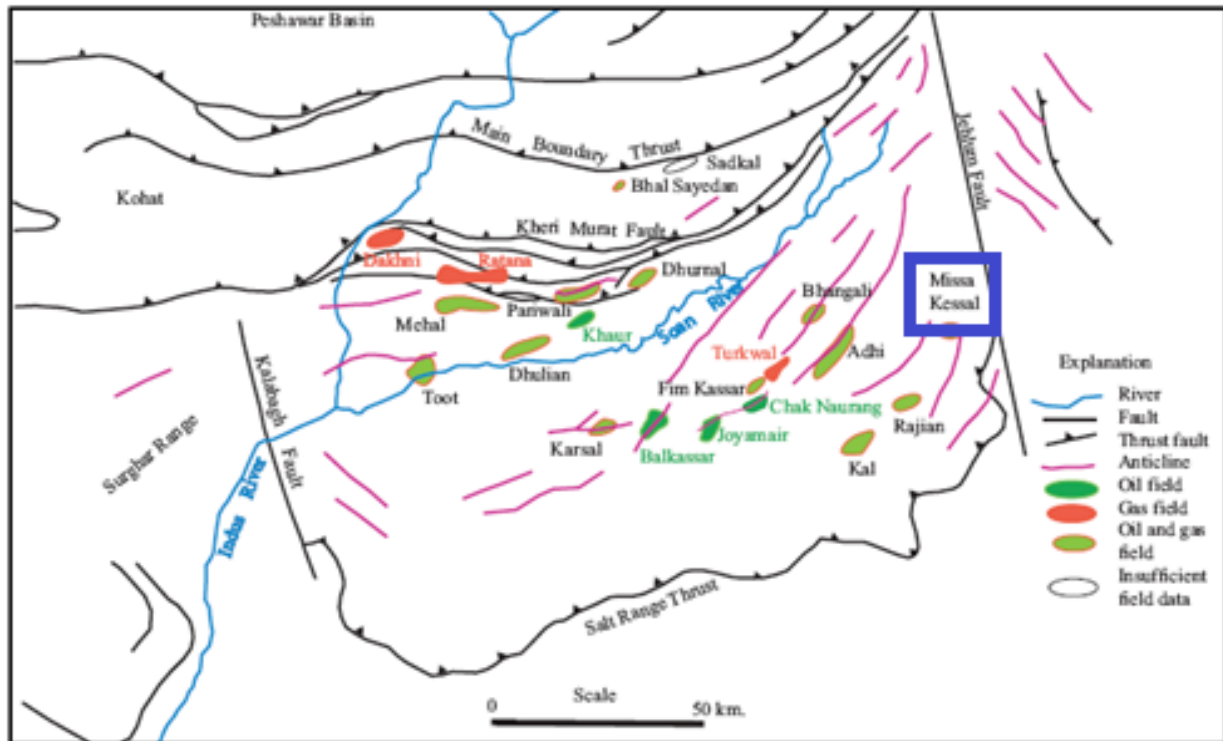 Peshawar Basin
Main Boundary Thrust
Sadkal
Bhal Sayedan
Kohat
Jehlum Fault
Kheri Murat Fault
Dakhni
Ratana
Dhurnal
Missa
Kessal
Bhangali
Mehal
Pariwali
Khaur
Soan River
Turkwal
Adhi
Explanation
Kalabagh Fault
Toot
Dhulian
Fim Kassar
Chak Naurang
Rajian
Surghar Range
Karsal
Balkassar
Joyamair
Kal
Indus River
River
Fault
Thrust fault
Anticline
Oil field
Gas field
Oil and gas
field
Insufficient
field data
Salt Range Thrust
Scale
0 50 km.